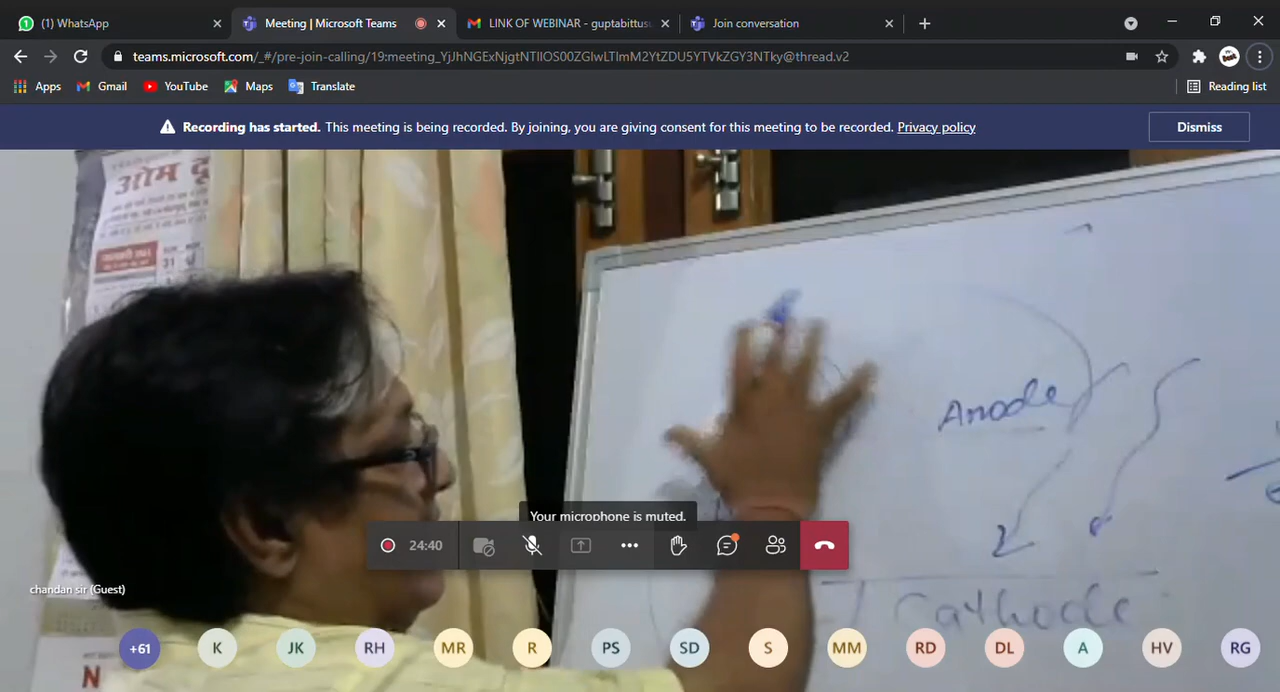 (1) WhatsApp
Meeting | Microsoft Teams
LINK OF WEBINAR - guptabittus
Join conversation
teams.microsoft.com/_#/pre-join-calling/19:meeting_YjJhNGExNjgtNTIlOS00ZGIwLTlmM2YtZDU5YTVkZGY3NTky@thread.v2
Apps
Gmail
YouTube
Maps
Translate
Reading list
Recording has started. This meeting is being recorded. By joining, you are giving consent for this meeting to be recorded. Privacy policy
Dismiss
ओम
31
Anode
Your microphone is muted.
24:40
chandan sir (Guest)
Cathode
+61
K
JK
RH
MR
R
PS
SD
S
MM
RD
DL
A
HV
RG
N